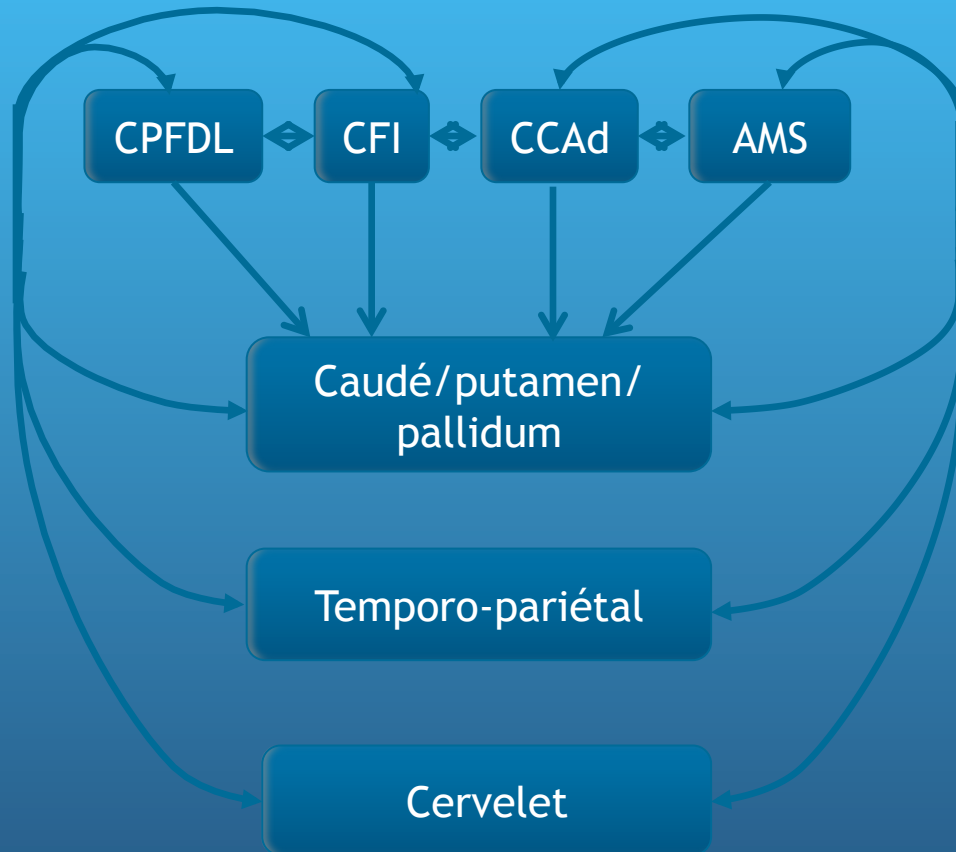 CPFDL
CFI
CCAd
AMS
Caudé/putamen/
pallidum
Temporo-pariétal
Cervelet